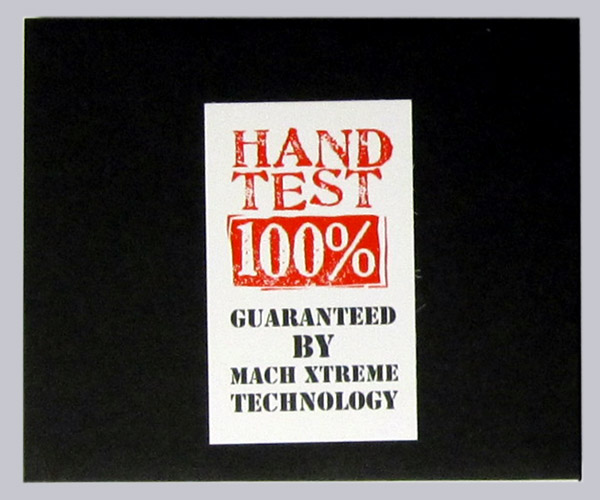 HAND
TEST
100%
GUARANTEED
BY
MACH XTREME
TECHNOLOGY